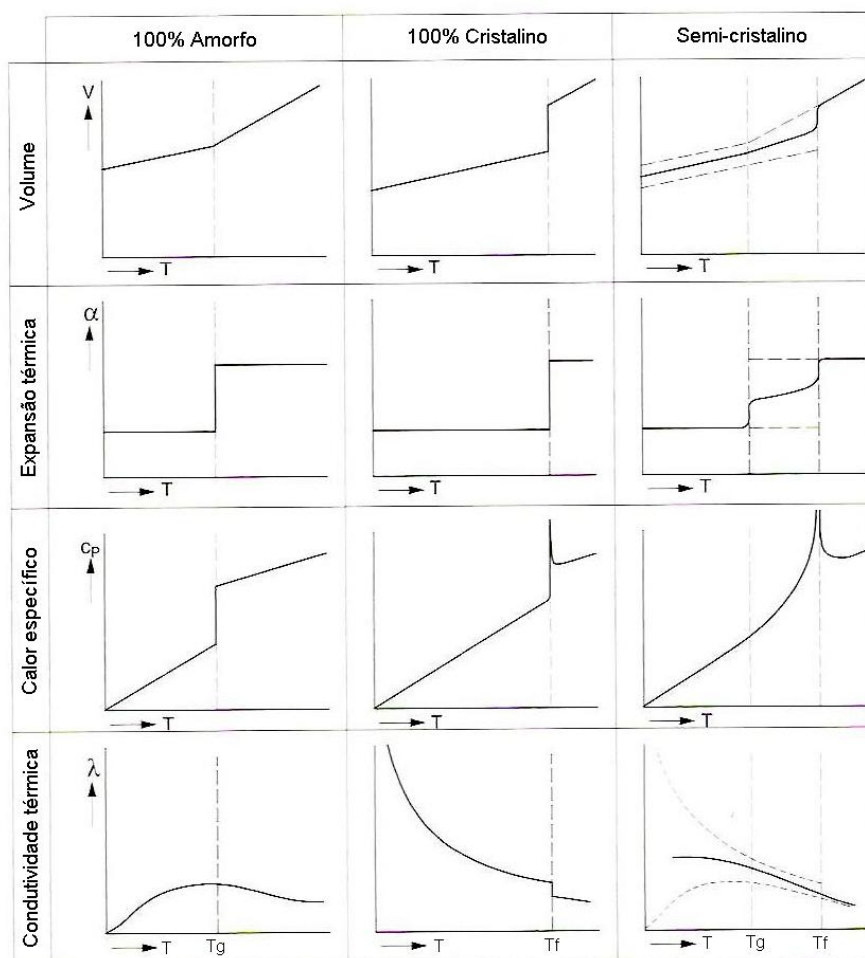 100% Amorfo
100% Cristalino
Semi-cristalino
Volume
V
T
T
T
Expansão térmica
α
T
T
T
Calor específico
cp
T
T
T
Condutividade térmica
λ
T
Tg
T
Tf
T
Tg
Tf